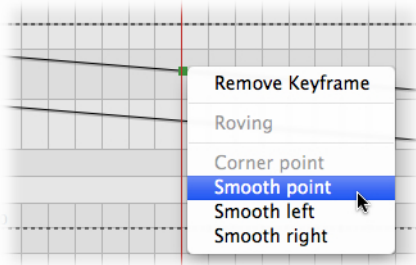 Remove Keyframe
Roving
Corner point
Smooth point
Smooth left
Smooth right